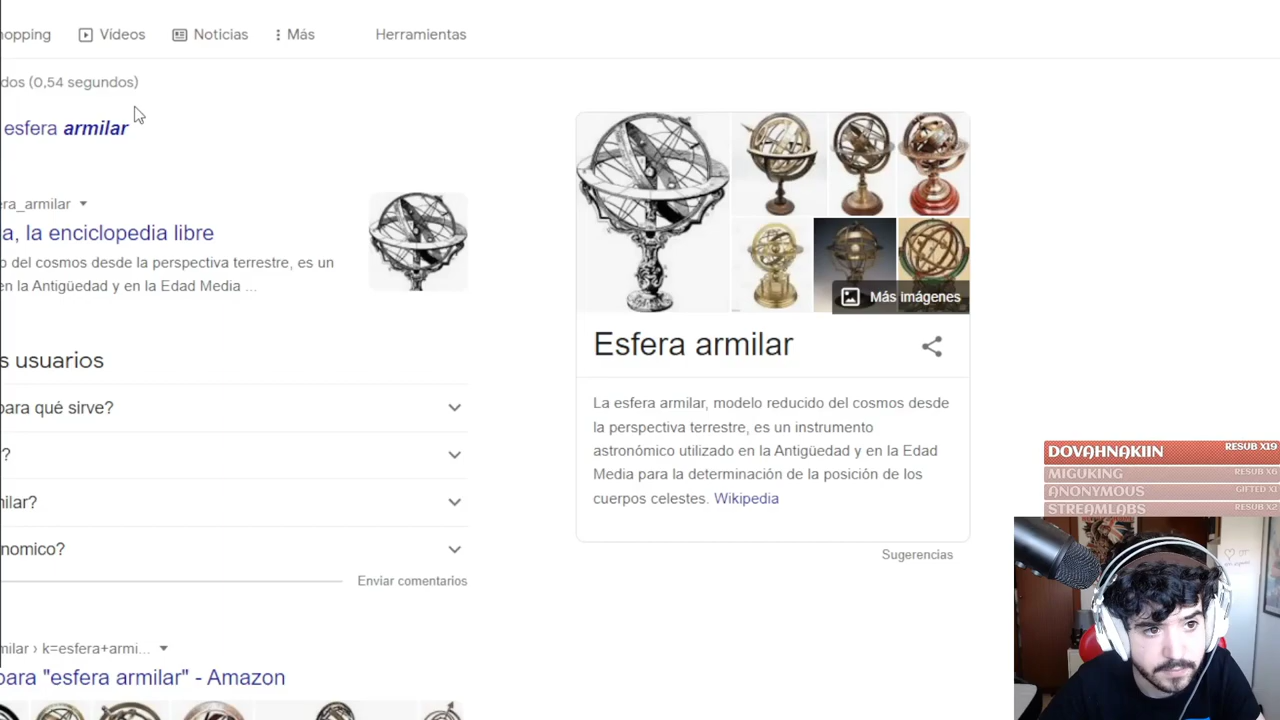 hopping
Vídeos
Noticias
Más
Herramientas
dos (0,54 segundos)
esfera armilar
ra_armilar
a, la enciclopedia libre
o del cosmos desde la perspectiva terrestre, es un
en la Antigüedad y en la Edad Media ...
s usuarios
para qué sirve?
r?
milar?
nomico?
Enviar comentarios
milar › k=esfera+armi...
para "esfera armilar" - Amazon
Más imágenes
Esfera armilar
La esfera armilar, modelo reducido del cosmos desde
la perspectiva terrestre, es un instrumento
astronómico utilizado en la Antigüedad y en la Edad
Media para la determinación de la posición de los
cuerpos celestes. Wikipedia
Sugerencias
DOVAHNAKIIN RESUB X19
MIGUKING RESUB X6
ANONYMOUS GIFTED X1
STREAMLABS RESUB X2